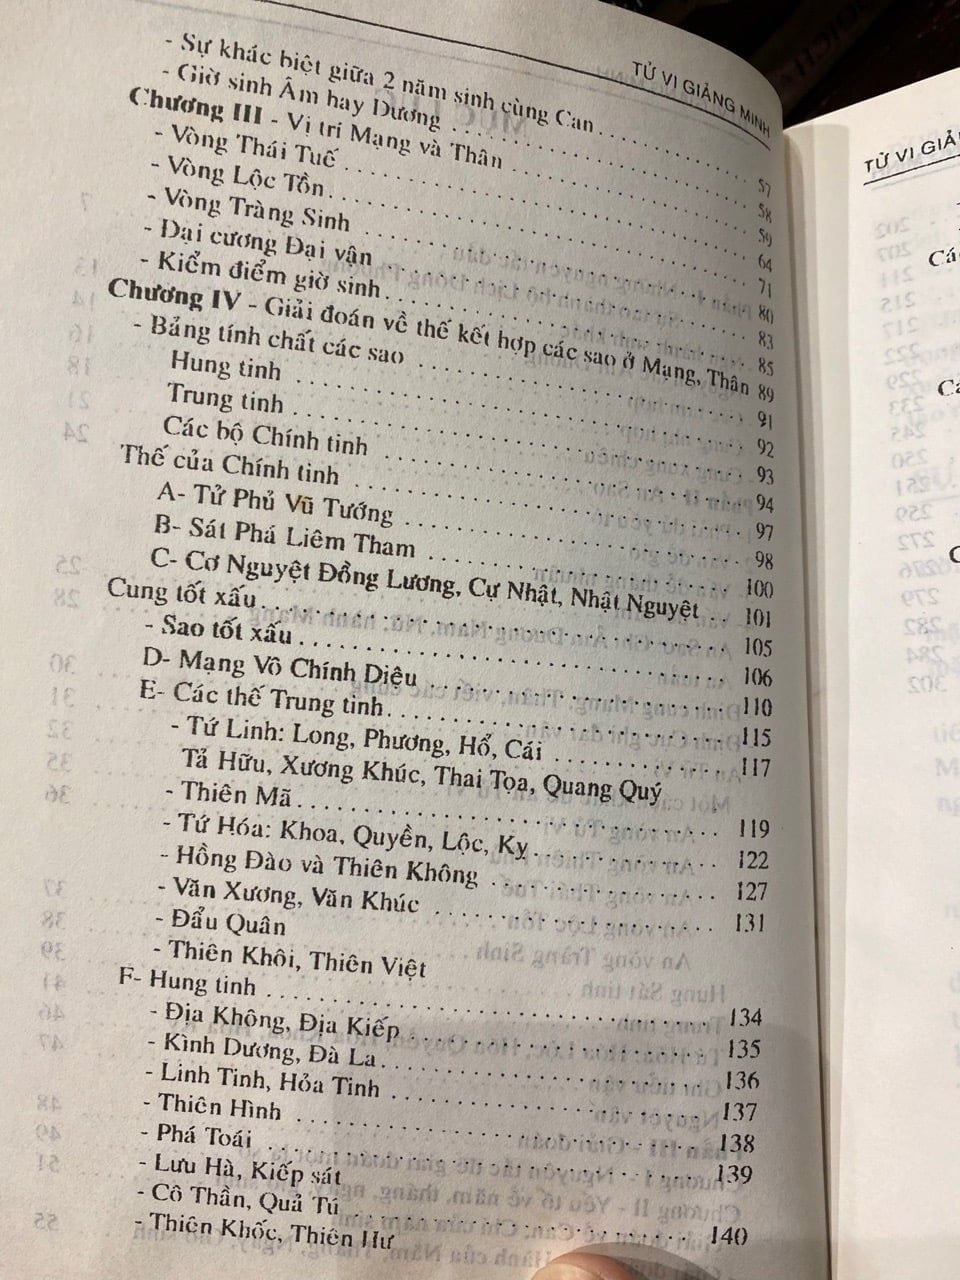 TỬ VI GIẢNG MINH
- Sự khác biệt giữa 2 năm sinh cùng Can ........ 57
- Giờ sinh Âm hay Dương ........ 58
Chương III - Vị trí Mạng và Thân ........ 59
- Vòng Thái Tuế ........ 64
- Vòng Lộc Tồn ........ 71
- Vòng Tràng Sinh ........ 80
- Đại cương Đại vận ........ 83
- Kiểm điểm giờ sinh ........ 85
Chương IV - Giải đoán về thế kết hợp các sao ở Mạng, Thân 89
- Bảng tính chất các sao ........ 91
Hung tinh ........ 92
Trung tinh ........ 93
Các bộ Chính tinh ........ 94
Thế của Chính tinh ........ 97
A- Tử Phủ Vũ Tướng ........ 98
B- Sát Phá Liêm Tham ........ 100
C- Cơ Nguyệt Đồng Lương, Cự Nhật, Nhật Nguyệt ........ 101
Cung tốt xấu ........ 105
- Sao tốt xấu ........ 106
D- Mạng Vô Chính Diệu ........ 110
E- Các thế Trung tinh ........ 115
- Tứ Linh: Long, Phương, Hổ, Cái ........ 117
Tả Hữu, Xương Khúc, Thai Tọa, Quang Quý
- Thiên Mã ........ 119
- Tứ Hóa: Khoa, Quyền, Lộc, Kỵ ........ 122
- Hồng Đào và Thiên Không ........ 127
- Văn Xương, Văn Khúc ........ 131
- Đẩu Quân
- Thiên Khôi, Thiên Việt
F- Hung tinh ........ 134
- Địa Không, Địa Kiếp ........ 135
- Kình Dương, Đà La ........ 136
- Linh Tinh, Hỏa Tinh ........ 137
- Thiên Hình ........ 138
- Phá Toái ........ 139
- Lưu Hà, Kiếp sát
- Cô Thần, Quả Tú ........ 140
- Thiên Khốc, Thiên Hư
TỬ VI GIẢ